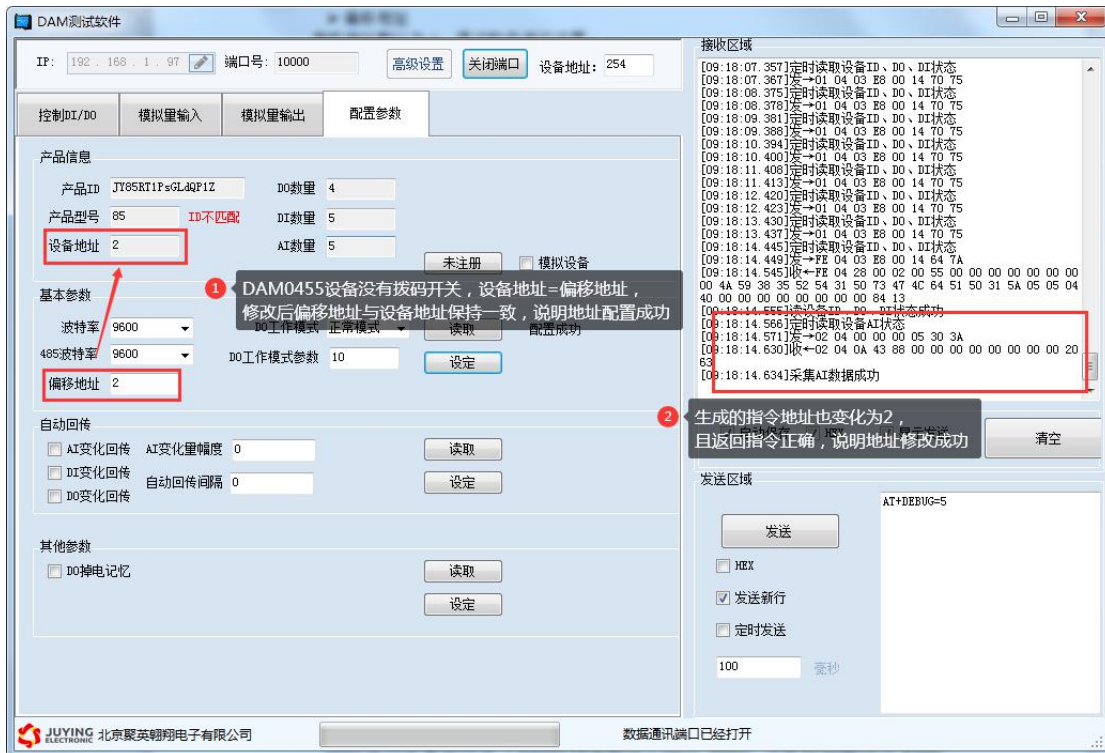 DAM测试软件
IP: 192 . 168 . 1 . 97 端口号: 10000 高级设置 关闭端口 设备地址: 254
控制DI/DO 模拟量输入 模拟量输出 配置参数
产品信息
产品ID JY85RT1PsGLdQP1Z DO数量 4
产品型号 85 ID不匹配 DI数量 5
设备地址 2 AI数量 5
未注册 模拟设备
1 DAM0455设备没有拨码开关，设备地址=偏移地址，
修改后偏移地址与设备地址保持一致，说明地址配置成功
基本参数
波特率 9600 DO工作模式 正常模式 读取 配置成功
485波特率 9600 DO工作模式参数 10 设定
偏移地址 2
自动回传
AI变化回传 AI变化量幅度 0 读取
DI变化回传
自动回传间隔 0 设定
DO变化回传
其他参数
DO掉电记忆 读取
设定
接收区域
[09:18:07.357]定时读取设备ID、DO、DI状态
[09:18:07.367]发→01 04 03 E8 00 14 70 75
[09:18:08.375]定时读取设备ID、DO、DI状态
[09:18:08.378]发→01 04 03 E8 00 14 70 75
[09:18:09.381]定时读取设备ID、DO、DI状态
[09:18:09.388]发→01 04 03 E8 00 14 70 75
[09:18:10.394]定时读取设备ID、DO、DI状态
[09:18:10.400]发→01 04 03 E8 00 14 70 75
[09:18:11.408]定时读取设备ID、DO、DI状态
[09:18:11.413]发→01 04 03 E8 00 14 70 75
[09:18:12.420]定时读取设备ID、DO、DI状态
[09:18:12.423]发→01 04 03 E8 00 14 70 75
[09:18:13.430]定时读取设备ID、DO、DI状态
[09:18:13.437]发→01 04 03 E8 00 14 70 75
[09:18:14.445]定时读取设备ID、DO、DI状态
[09:18:14.449]发→FE 04 03 E8 00 14 64 7A
[09:18:14.545]收←FE 04 28 00 02 00 55 00 00 00 00 00 00 00
00 4A 59 38 35 52 54 31 50 73 47 4C 64 51 50 31 5A 05 05 04
40 00 00 00 00 00 00 00 00 84 13
[09:18:14.555]读设备ID、DO、DI状态成功
[09:18:14.566]定时读取设备AI状态
[09:18:14.571]发→02 04 00 00 00 05 30 3A
[09:18:14.630]收←02 04 0A 43 88 00 00 00 00 00 00 00 00 20
63
[09:18:14.634]采集AI数据成功
2 生成的指令地址也变化为2，
且返回指令正确，说明地址修改成功
清空
发送区域
AT+DEBUG=5
发送
HEX
发送新行
定时发送
100 毫秒
JUYING ELECTRONIC 北京聚英翱翔电子有限公司 数据通讯端口已经打开